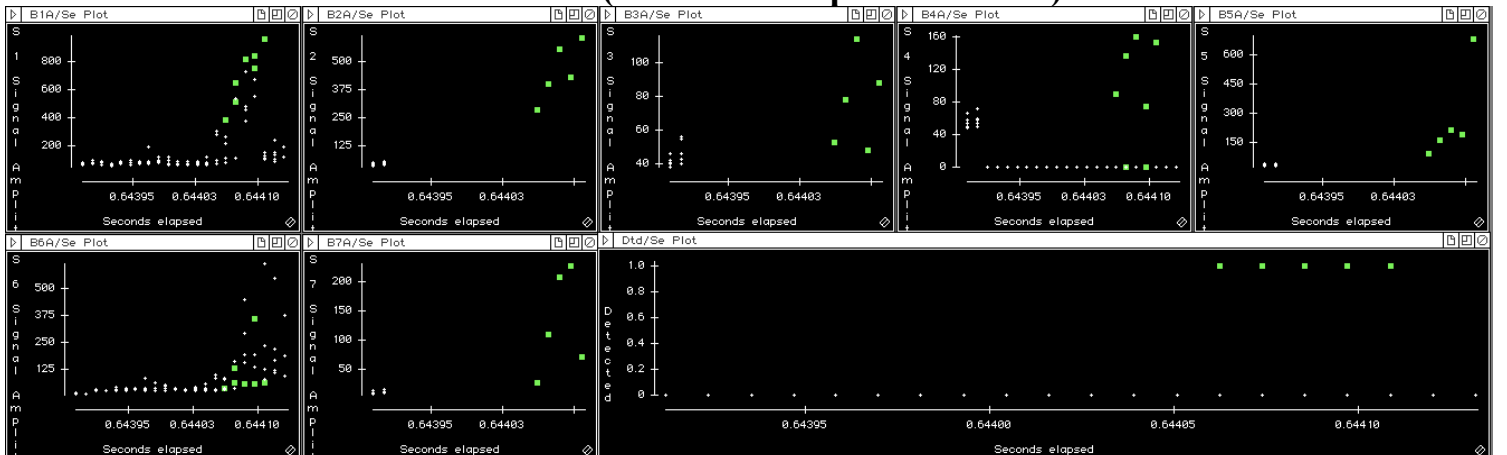 B1A/Se Plot
S 1 Signal Ampli
800
600
400
200
0.64395 0.64403 0.64410
Seconds elapsed
B2A/Se Plot
S 2 Signal Ampli
500
375
250
125
0.64395 0.64403
Seconds elapsed
B3A/Se Plot
S 3 Signal Ampli
100
80
60
40
0.64395 0.64403
Seconds elapsed
B4A/Se Plot
S 4 Signal Ampli
160
120
80
40
0
0.64395 0.64403 0.64410
Seconds elapsed
B5A/Se Plot
S 5 Signal Ampli
600
450
300
150
0.64395 0.64403
Seconds elapsed
B6A/Se Plot
S 6 Signal Ampli
500
375
250
125
0.64395 0.64403 0.64410
Seconds elapsed
B7A/Se Plot
S 7 Signal Ampli
200
150
100
50
0.64395 0.64403
Seconds elapsed
Dtd/Se Plot
Detected
1.0
0.8
0.6
0.4
0.2
0
0.64395 0.64400 0.64405 0.64410
Seconds elapsed